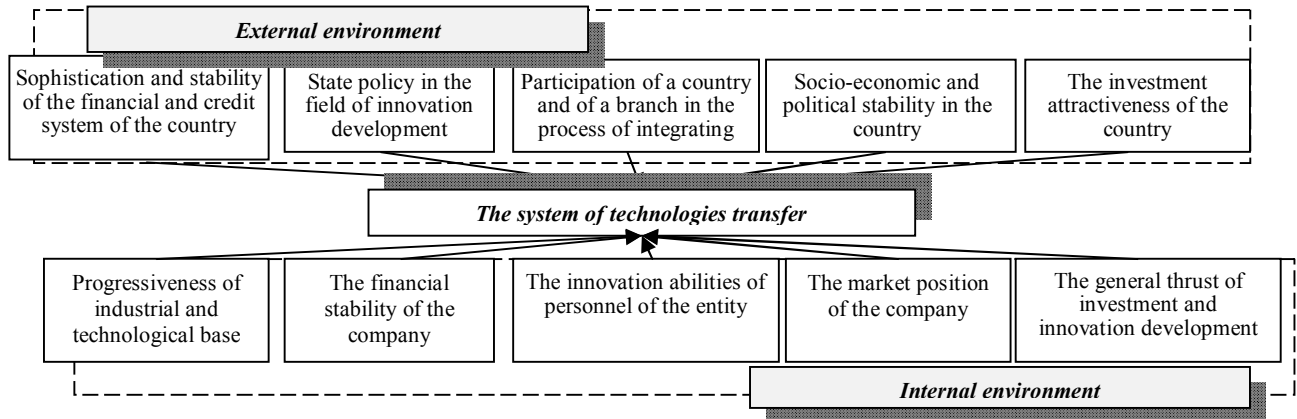 External environment
Sophistication and stability
of the financial and credit
system of the country
State policy in the
field of innovation
development
Participation of a country
and of a branch in the
process of integrating
Socio-economic and
political stability in the
country
The investment
attractiveness of the
country
The system of technologies transfer
Progressiveness of
industrial and
technological base
The financial
stability of the
company
The innovation abilities of
personnel of the entity
The market position
of the company
The general thrust of
investment and
innovation development
Internal environment